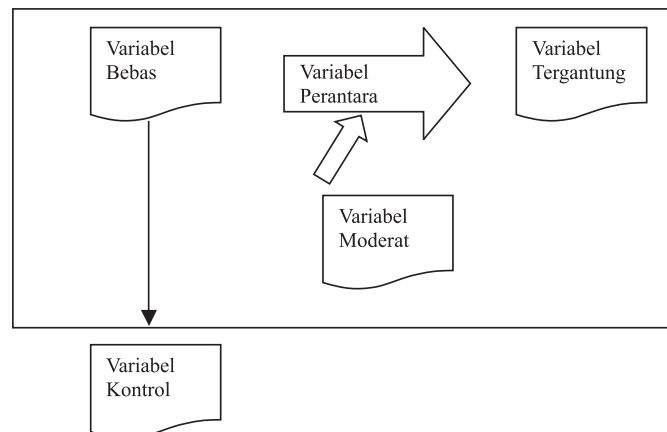 Variabel
Bebas
Variabel
Perantara
Variabel
Tergantung
Variabel
Moderat
Variabel
Kontrol